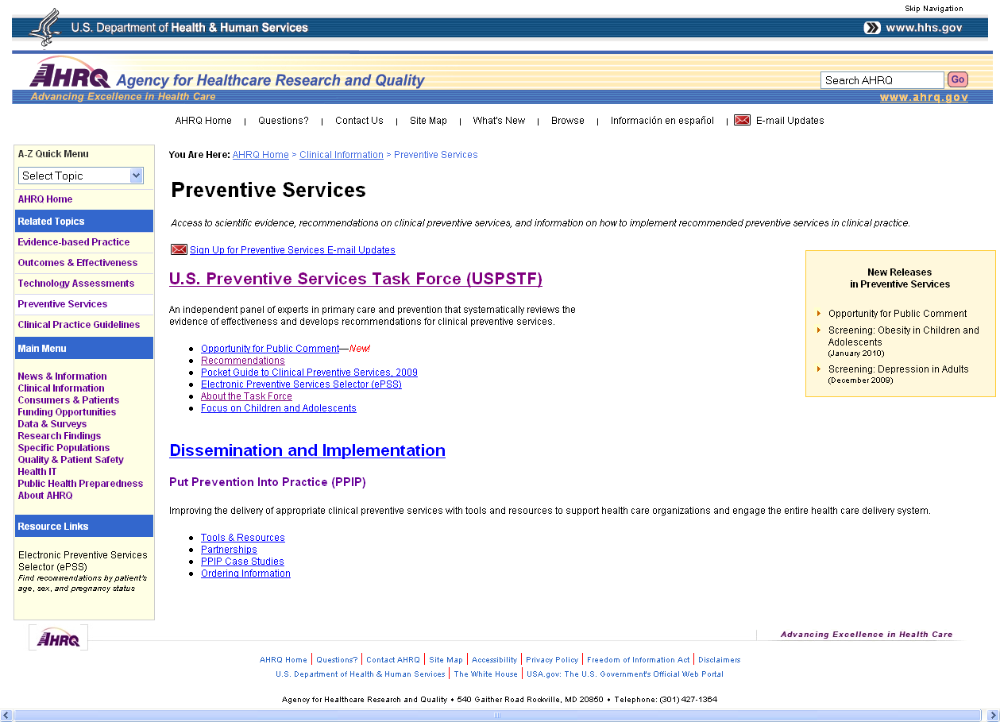 Skip Navigation
U.S. Department of Health & Human Services
www.hhs.gov
AHRQ Agency for Healthcare Research and Quality
Search AHRQ Go
Advancing Excellence in Health Care
www.ahrq.gov
AHRQ Home | Questions? | Contact Us | Site Map | What's New | Browse | Información en español | E-mail Updates
A-Z Quick Menu
Select Topic
AHRQ Home
Related Topics
Evidence-based Practice
Outcomes & Effectiveness
Technology Assessments
Preventive Services
Clinical Practice Guidelines
Main Menu
News & Information
Clinical Information
Consumers & Patients
Funding Opportunities
Data & Surveys
Research Findings
Specific Populations
Quality & Patient Safety
Health IT
Public Health Preparedness
About AHRQ
Resource Links
Electronic Preventive Services
Selector (ePSS)
Find recommendations by patient's
age, sex, and pregnancy status
You Are Here: AHRQ Home > Clinical Information > Preventive Services
Preventive Services
Access to scientific evidence, recommendations on clinical preventive services, and information on how to implement recommended preventive services in clinical practice.
Sign Up for Preventive Services E-mail Updates
U.S. Preventive Services Task Force (USPSTF)
An independent panel of experts in primary care and prevention that systematically reviews the
evidence of effectiveness and develops recommendations for clinical preventive services.
Opportunity for Public Comment—New!
Recommendations
Pocket Guide to Clinical Preventive Services, 2009
Electronic Preventive Services Selector (ePSS)
About the Task Force
Focus on Children and Adolescents
New Releases
in Preventive Services
Opportunity for Public Comment
Screening: Obesity in Children and
Adolescents
(January 2010)
Screening: Depression in Adults
(December 2009)
Dissemination and Implementation
Put Prevention Into Practice (PPIP)
Improving the delivery of appropriate clinical preventive services with tools and resources to support health care organizations and engage the entire health care delivery system.
Tools & Resources
Partnerships
PPIP Case Studies
Ordering Information
AHRQ
Advancing Excellence in Health Care
AHRQ Home | Questions? | Contact AHRQ | Site Map | Accessibility | Privacy Policy | Freedom of Information Act | Disclaimers
U.S. Department of Health & Human Services | The White House | USA.gov: The U.S. Government's Official Web Portal
Agency for Healthcare Research and Quality • 540 Gaither Road Rockville, MD 20850 • Telephone: (301) 427-1364